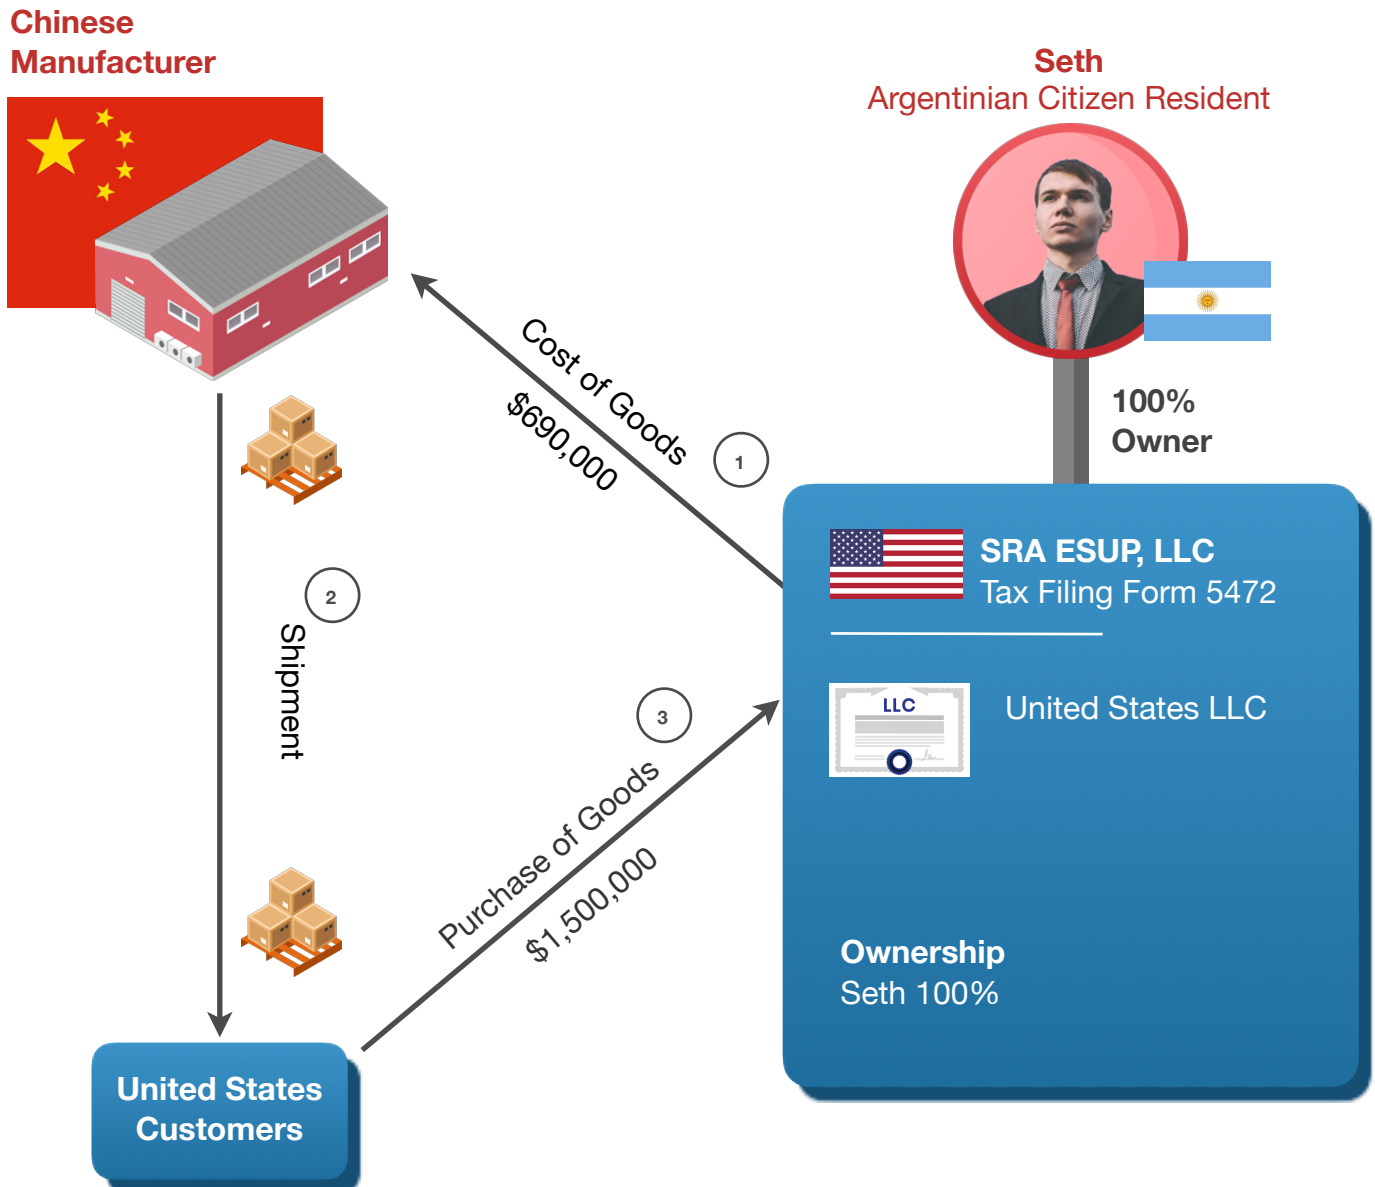 Chinese
Manufacturer
Seth
Argentinian Citizen Resident
100%
Owner
Cost of Goods
$690,000
1
SRA ESUP, LLC
Tax Filing Form 5472
2
Shipment
LLC
United States LLC
3
Purchase of Goods
$1,500,000
Ownership
Seth 100%
United States
Customers